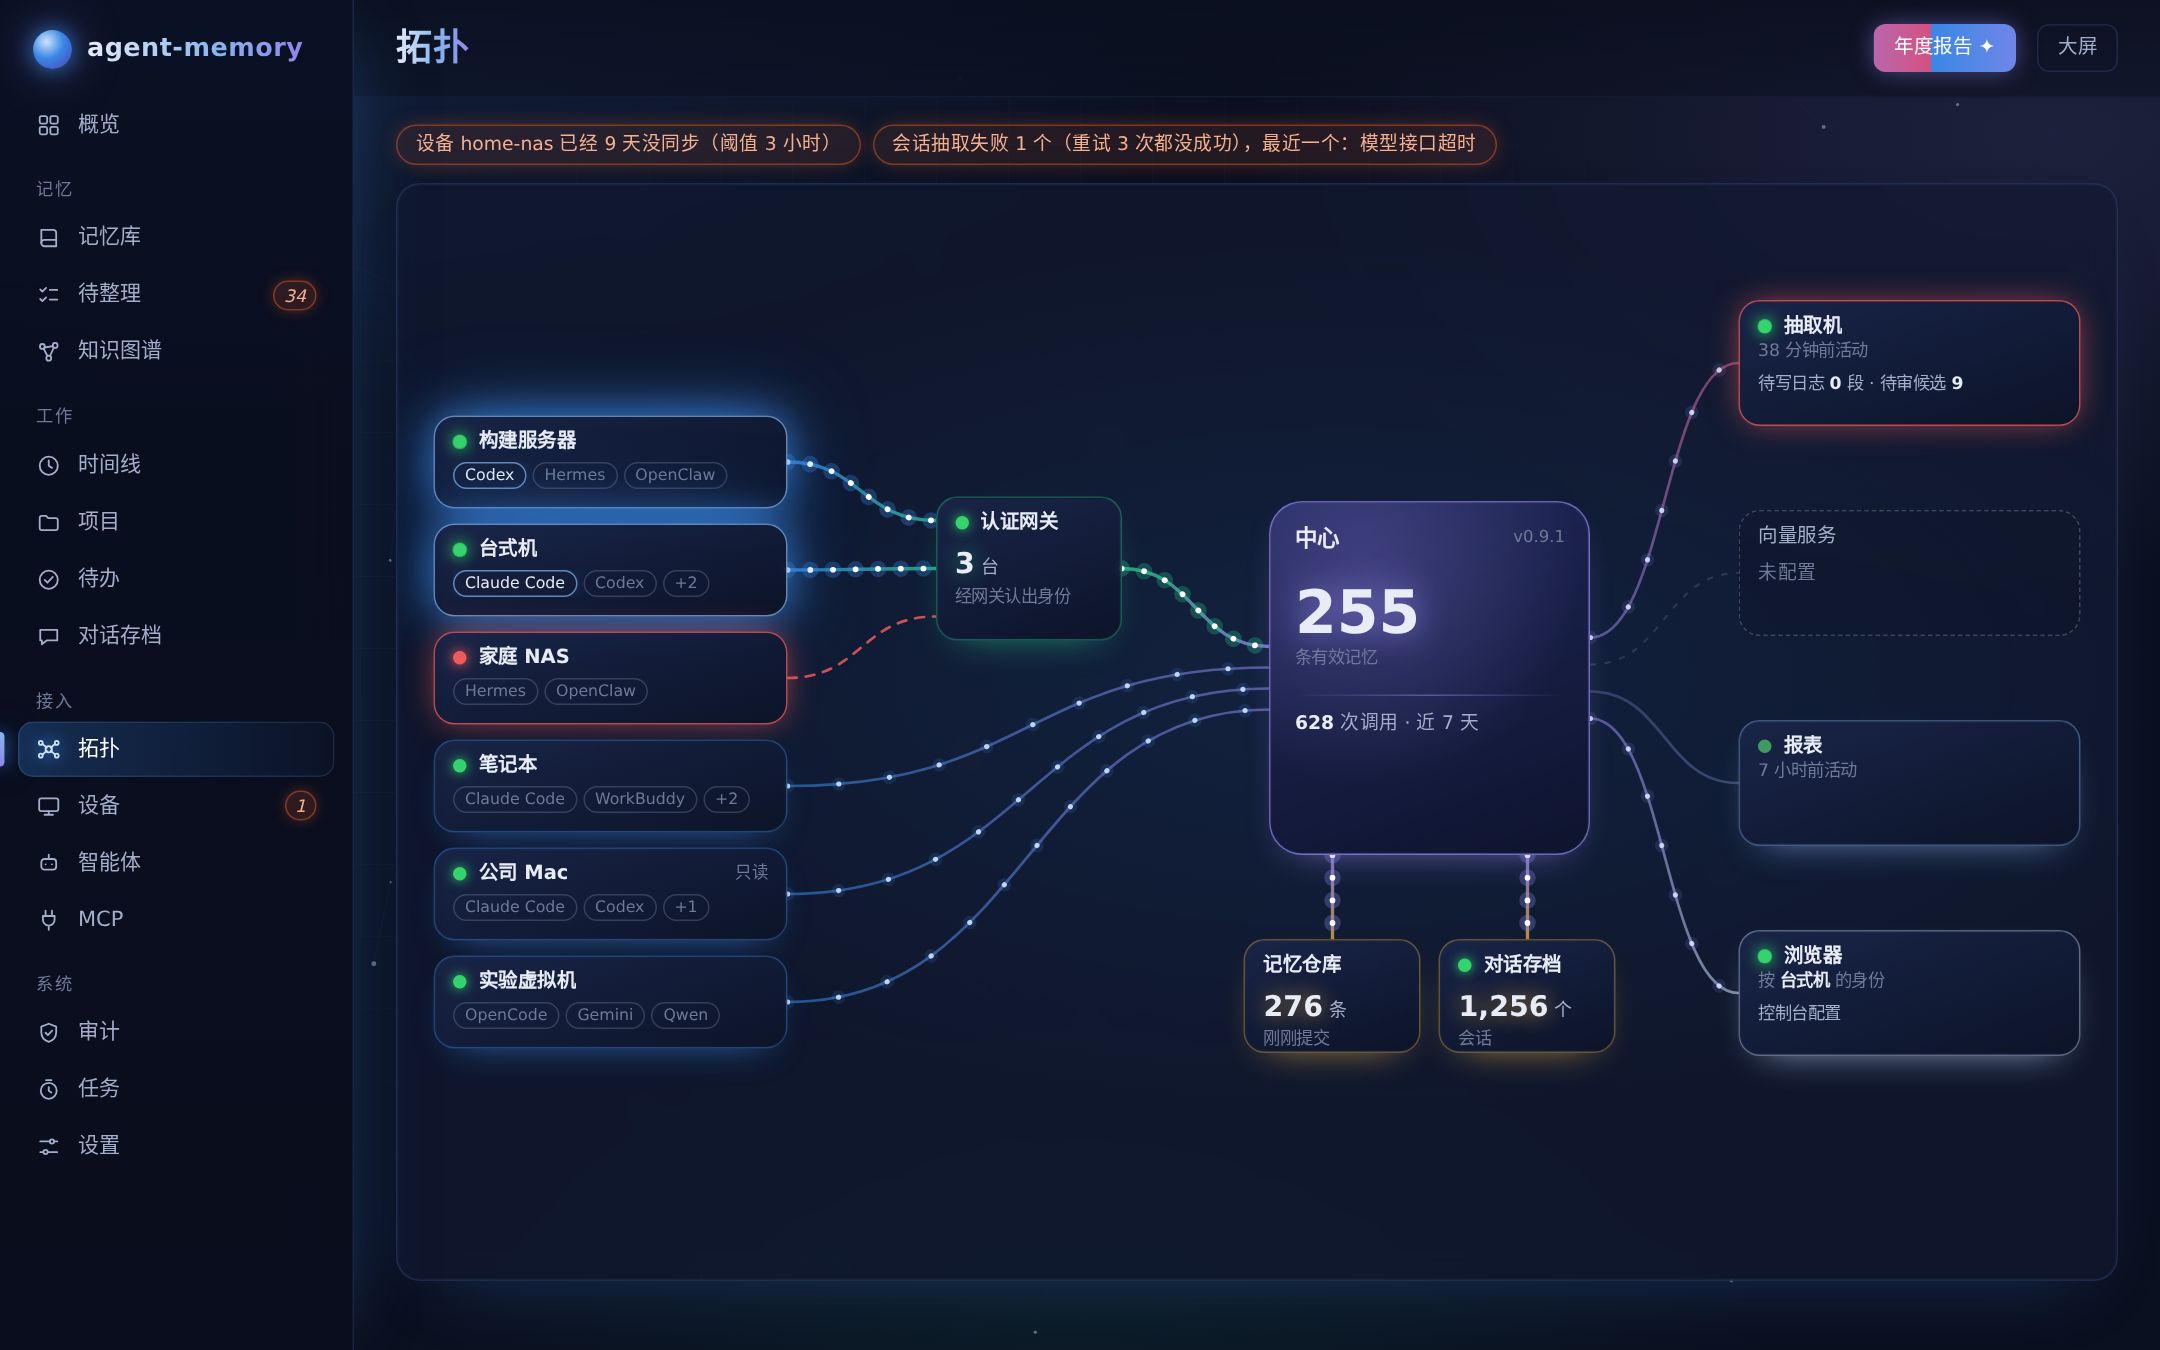 agent-memory
概览
记忆
记忆库
待整理 34
知识图谱
工作
时间线
项目
待办
对话存档
接入
拓扑
设备 1
智能体
MCP
系统
审计
任务
设置
拓扑
年度报告 ✦
大屏
设备 home-nas 已经 9 天没同步（阈值 3 小时）
会话抽取失败 1 个（重试 3 次都没成功），最近一个：模型接口超时
构建服务器
Codex Hermes OpenClaw
台式机
Claude Code Codex +2
家庭 NAS
Hermes OpenClaw
笔记本
Claude Code WorkBuddy +2
公司 Mac 只读
Claude Code Codex +1
实验虚拟机
OpenCode Gemini Qwen
认证网关
3 台
经网关认出身份
中心 v0.9.1
255
条有效记忆
628 次调用 · 近 7 天
记忆仓库
276 条
刚刚提交
对话存档
1,256 个
会话
抽取机
38 分钟前活动
待写日志 0 段 · 待审候选 9
向量服务
未配置
报表
7 小时前活动
浏览器
按 台式机 的身份
控制台配置